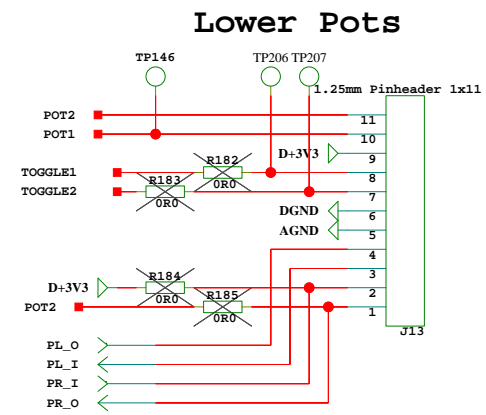 Lower Pots
TP146
TP206 TP207
1.25mm Pinheader 1x11
POT2
11
POT1
10
D+3V3
9
R182
TOGGLE1
8
R183
TOGGLE2
0R0
7
0R0
DGND
6
AGND
5
4
3
R184
D+3V3
2
R185
0R0
POT2
1
0R0
J13
PL_O
PL_I
PR_I
PR_O